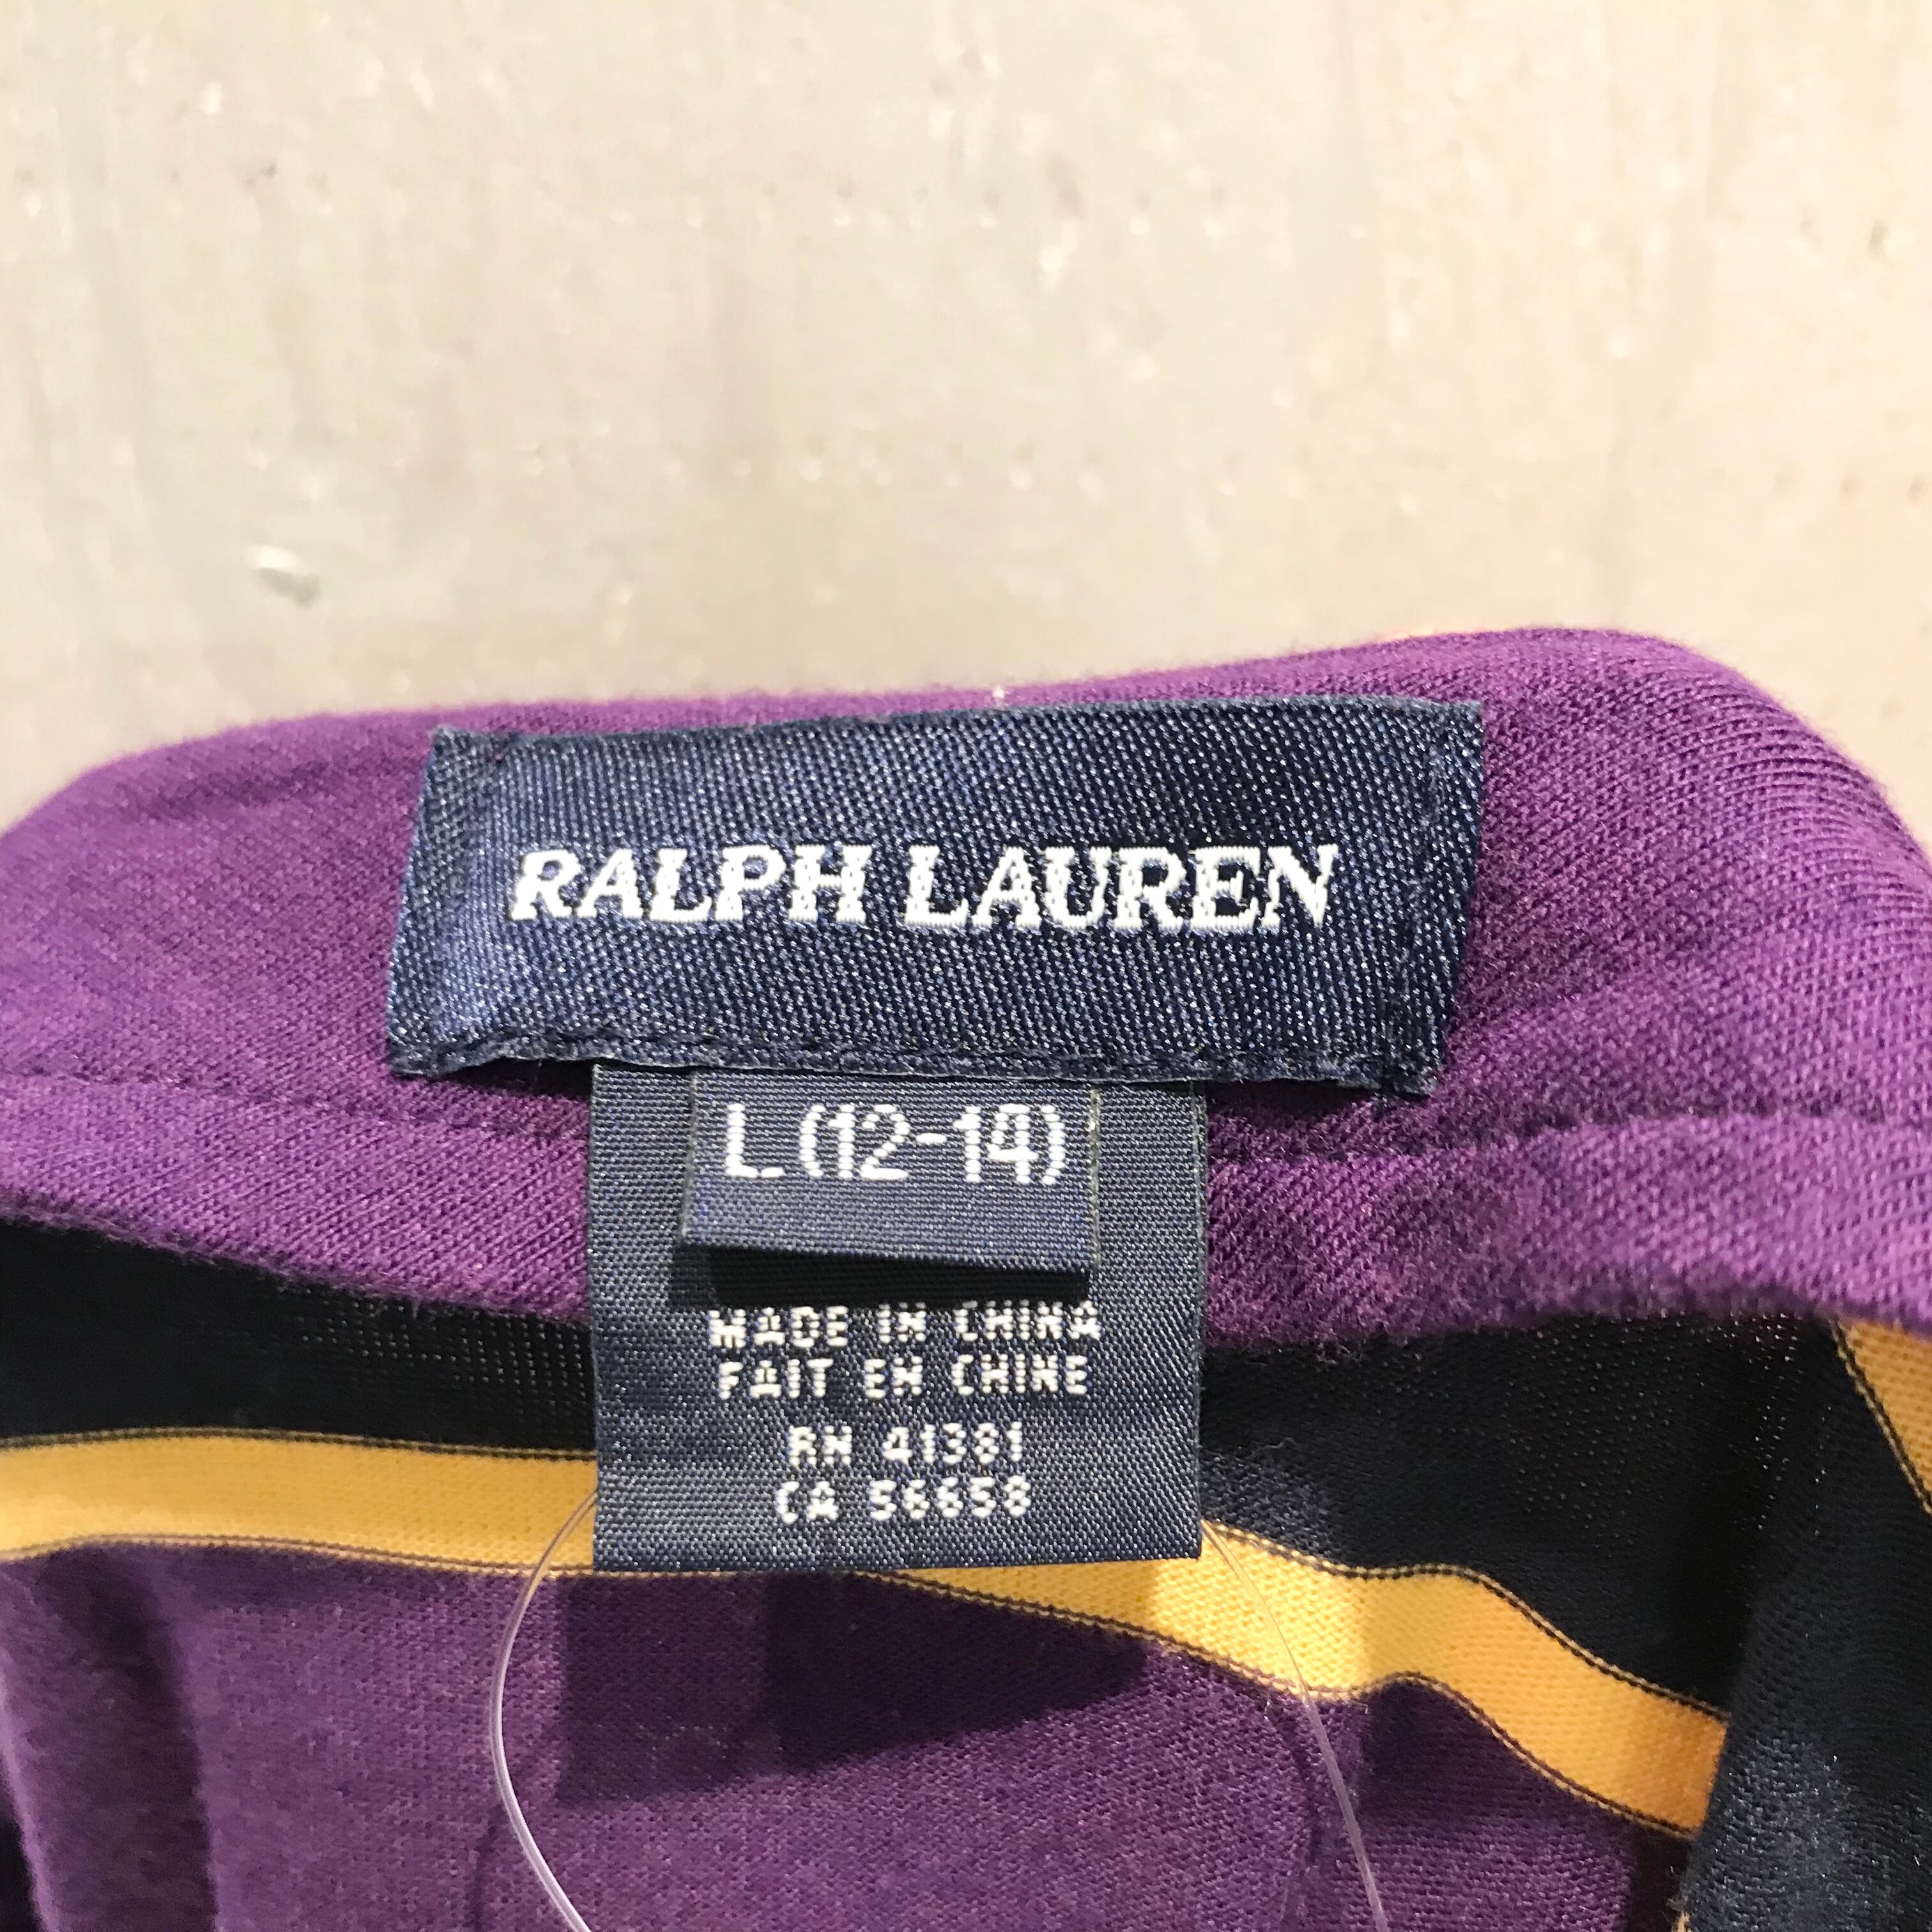 RALPH LAUREN
L (12-14)
MADE IN CHINA
FAIT EN CHINE
RN 41381
CA 56658